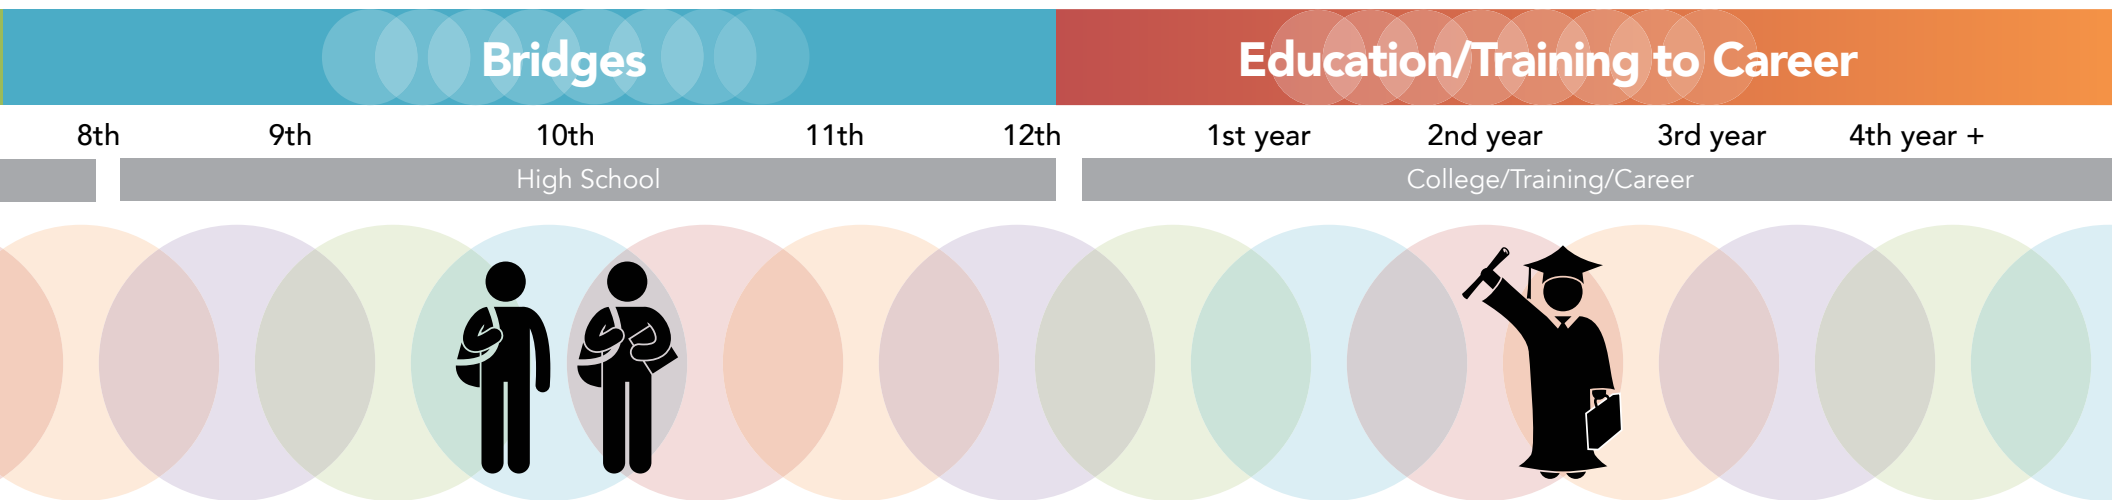 Bridges Education/Training to Career
8th 9th 10th 11th 12th 1st year 2nd year 3rd year 4th year +
High School College/Training/Career